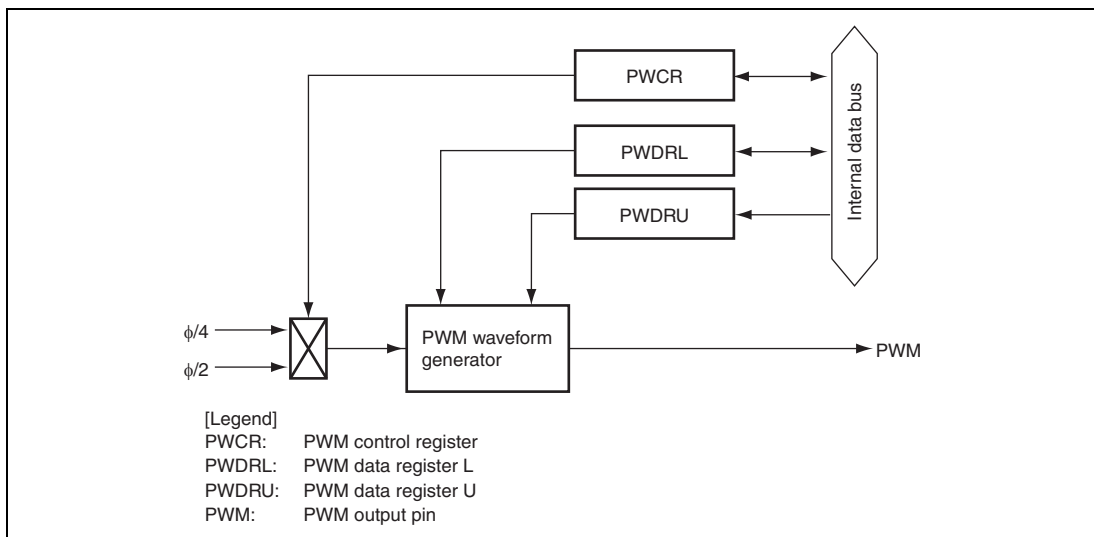 PWCR
PWDRL
PWDRU
Internal data bus
ϕ/4
ϕ/2
PWM waveform
generator
PWM
[Legend]
PWCR: PWM control register
PWDRL: PWM data register L
PWDRU: PWM data register U
PWM: PWM output pin